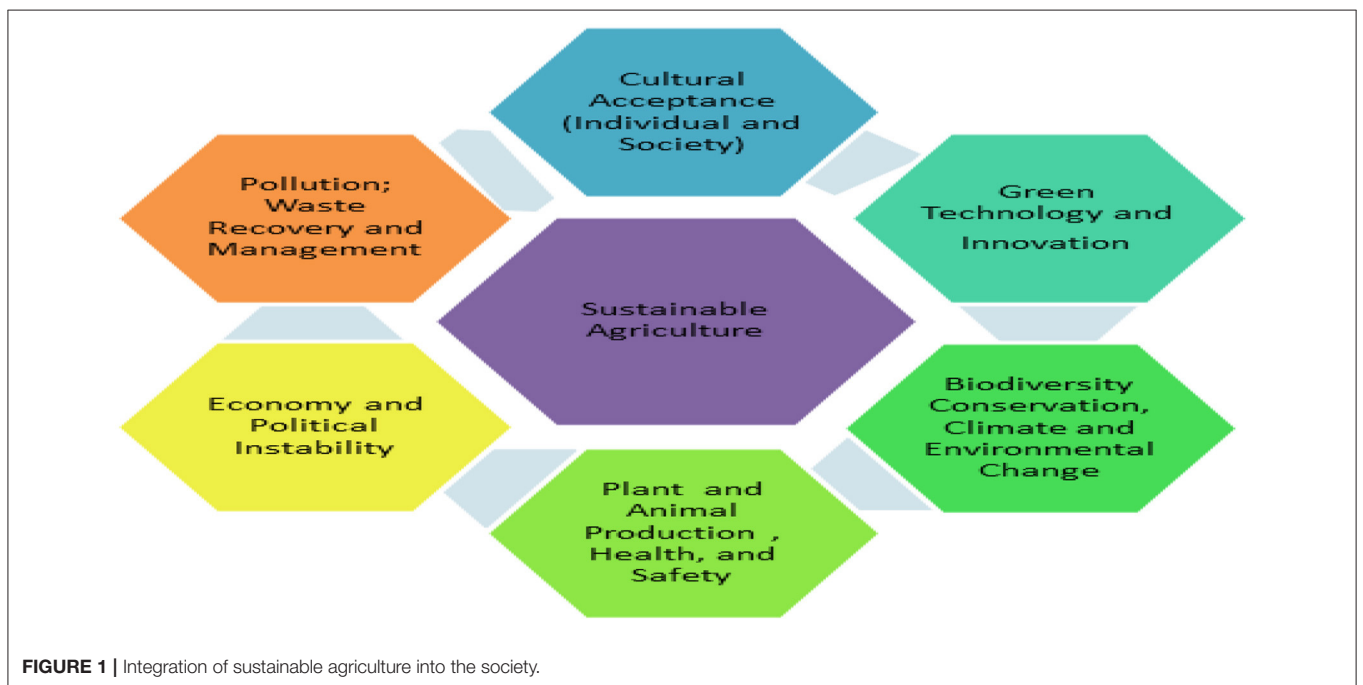 Cultural
Acceptance
(Individual and
Society)
Pollution;
Waste
Recovery and
Management
Green
Technology and
Innovation
Sustainable
Agriculture
Economy and
Political
Instability
Biodiversity
Conservation,
Climate and
Environmental
Change
Plant and
Animal
Production ,
Health, and
Safety
FIGURE 1 | Integration of sustainable agriculture into the society.